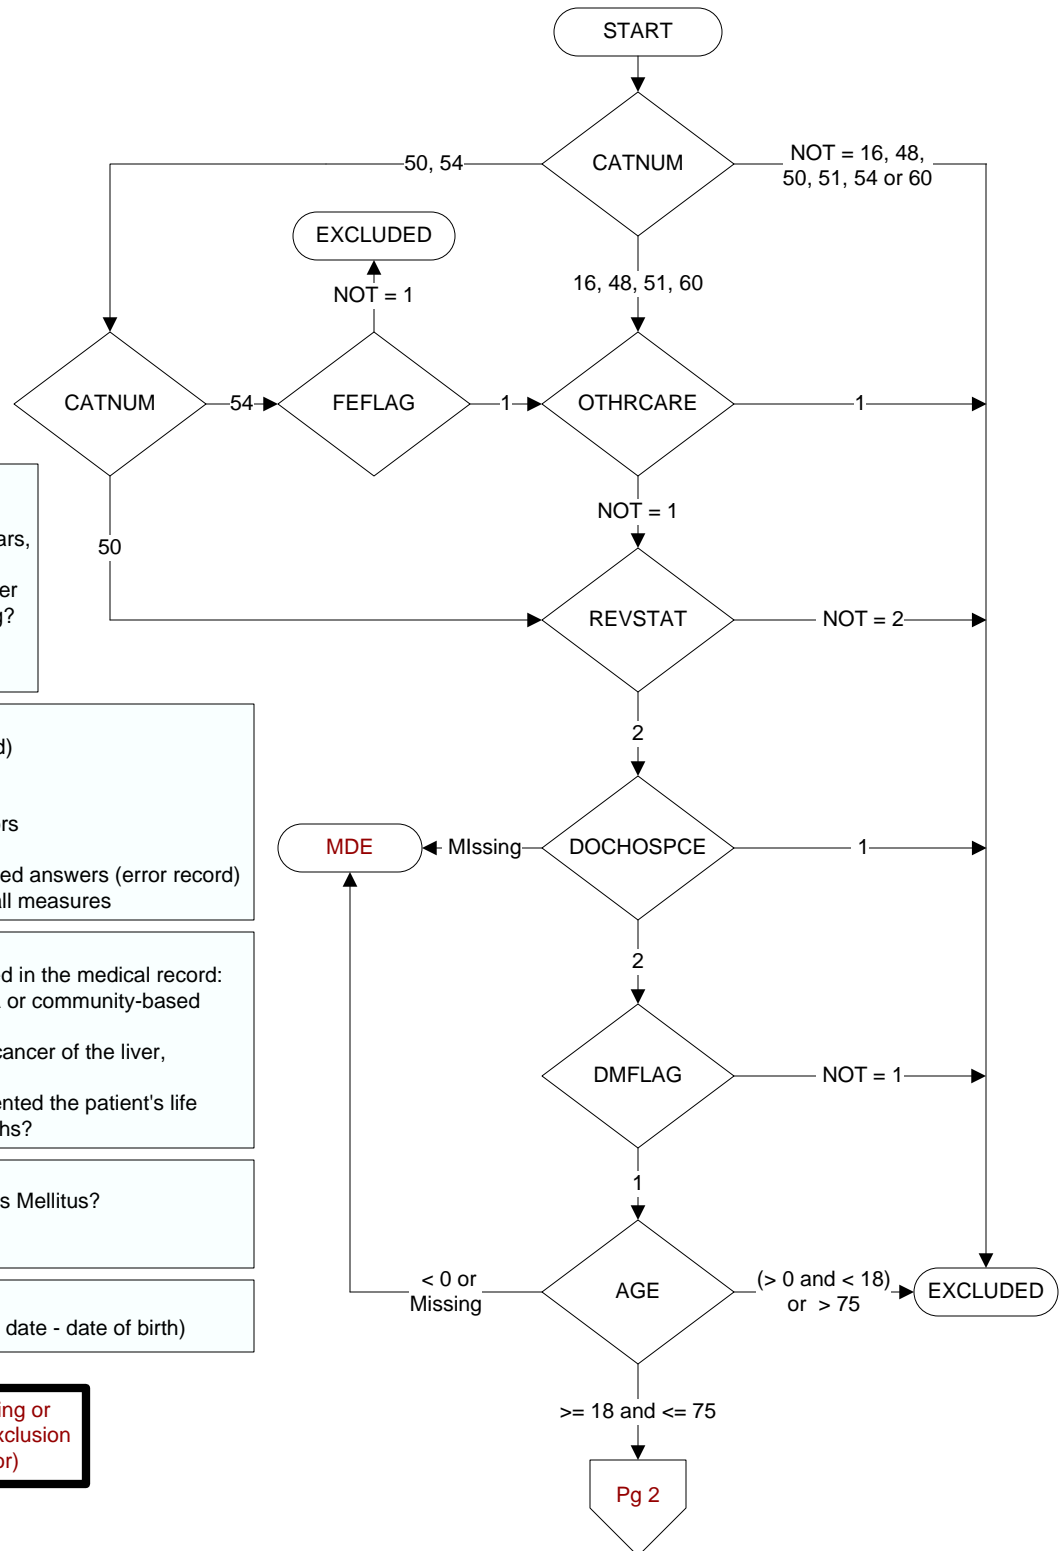 START
CATNUM
50, 54
NOT = 16, 48,
50, 51, 54 or 60
EXCLUDED
NOT = 1
16, 48, 51, 60
CATNUM
54
FEFLAG
1
OTHRCARE
1
NOT = 1
50
REVSTAT
NOT = 2
2
MDE
MIssing
DOCHOSPCE
1
2
DMFLAG
NOT = 1
1
< 0 or
Missing
AGE
(> 0 and < 18)
or > 75
EXCLUDED
>= 18 and <= 75
Pg 2
ars,
er
g?
d)
ors
ed answers (error record)
all measures
ed in the medical record:
or community-based
cancer of the liver,
ented the patient's life
hs?
s Mellitus?
date - date of birth)
ing or
xclusion
or)